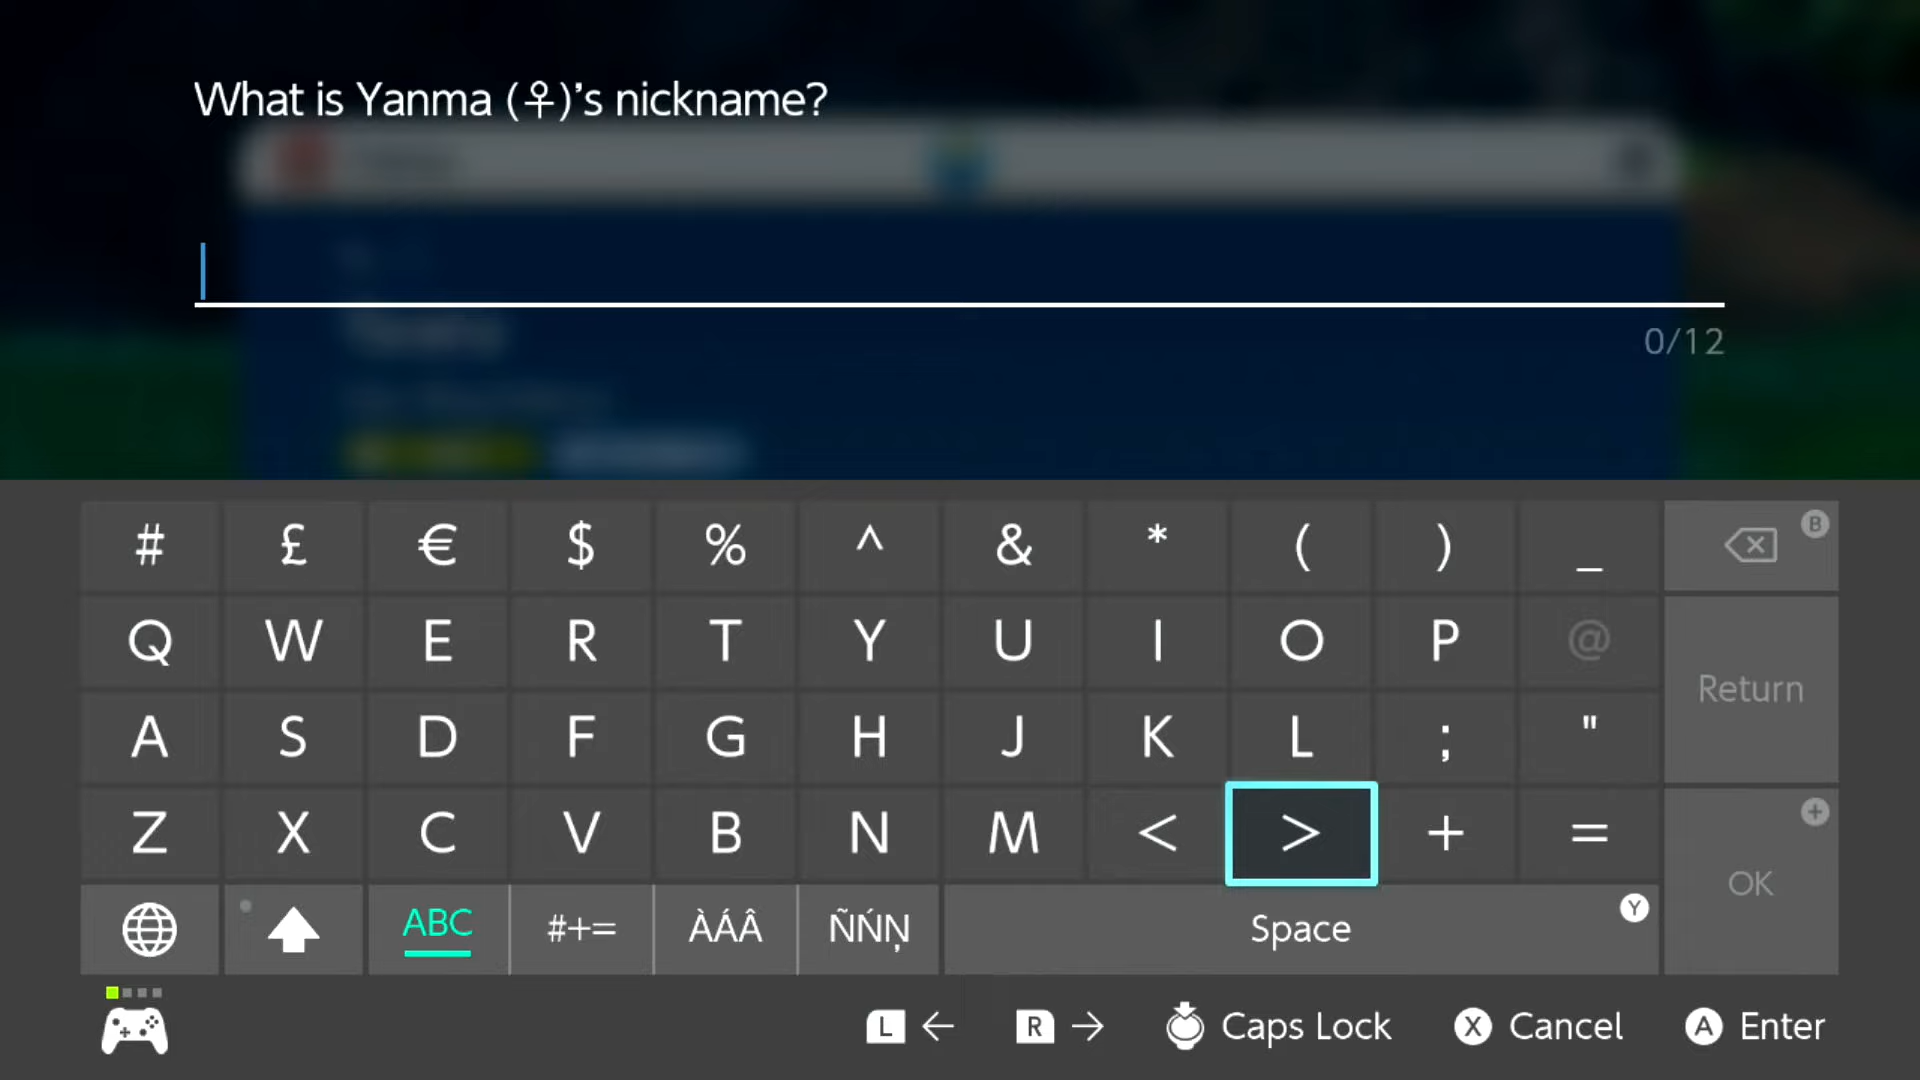 What is Yanma (♀)'s nickname?
0/12
# £ € $ % ^ & * ( ) _ B
Q W E R T Y U I O P @
Return
A S D F G H J K L ; "
Z X C V B N M < > + =
OK
ABC #+= ÀÁÂ ÑŃŅ Space Y
L ← R → Caps Lock X Cancel A Enter